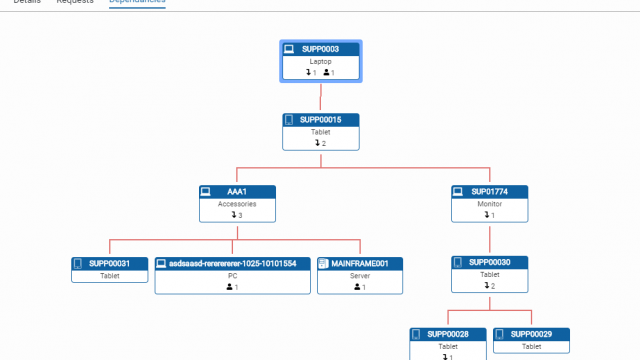 Details Requests Dependancies
SUPP0003
Laptop
1 1
SUPP00015
Tablet
2
AAA1
Accessories
3
SUP01774
Monitor
1
SUPP00031
Tablet
asdsaasd-rererererer-1025-10101554
PC
1
MAINFRAME001
Server
1
SUPP00030
Tablet
2
SUPP00028
Tablet
1
SUPP00029
Tablet